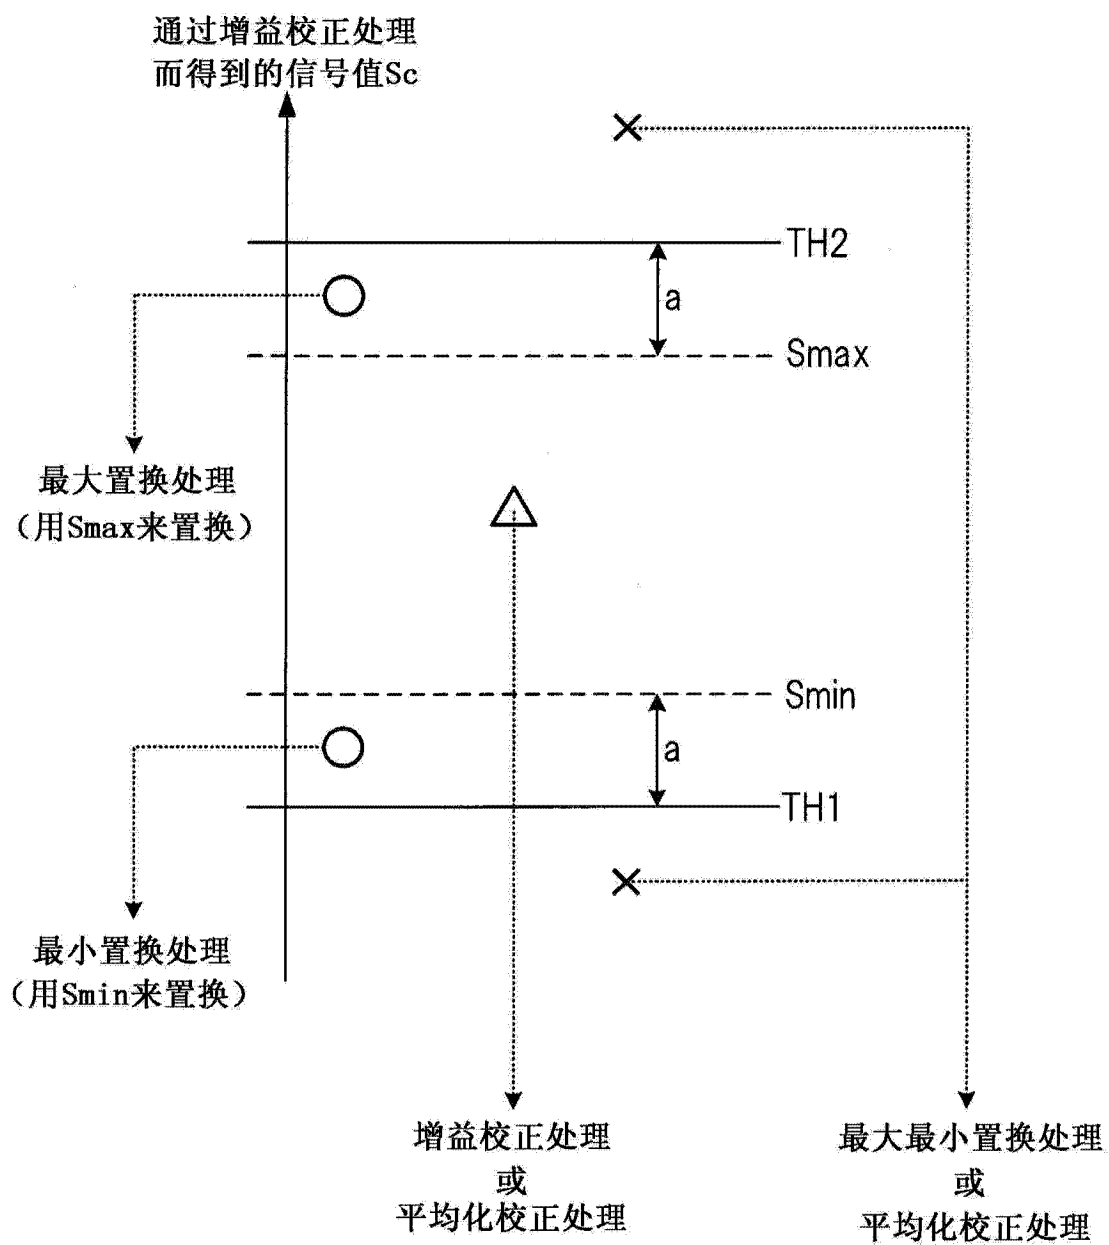 通过增益校正处理
而得到的信号值Sc
TH2
a
Smax
最大置换处理
（用Smax来置换）
Smin
a
TH1
最小置换处理
（用Smin来置换）
增益校正处理
或
平均化校正处理
最大最小置换处理
或
平均化校正处理